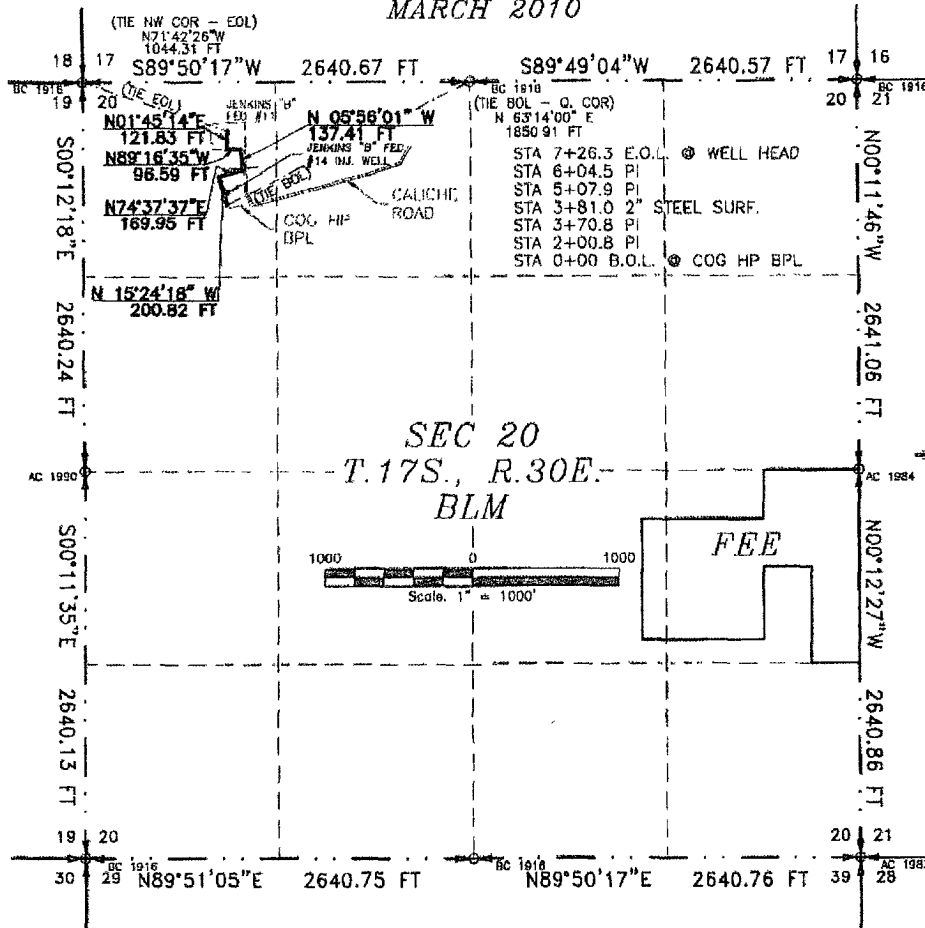 MARCH 2010
(TIE NW COR - EOL)
N71°42'26"W
1044.31 FT
18 17
17 16
S89°50'17"W 2640.67 FT
S89°49'04"W 2640.57 FT
BC 1916
BC 1916
BC 1916
19 20
20 21
(TIE EOL)
JENKINS "B"
FED #11
N01°45'14"E
121.83 FT
N 05°56'01" W
137.41 FT
N89°16'35"W
96.59 FT
JENKINS "B" FED
#14 INJ. WELL
(TIE BOL)
N74°37'37"E
169.95 FT
COG HP
BPL
CALICHE
ROAD
N 15°24'18" W
200.82 FT
(TIE BOL - Q. COR)
N 63°14'00" E
1850.91 FT
STA 7+26.3 E.O.L. @ WELL HEAD
STA 6+04.5 PI
STA 5+07.9 PI
STA 3+81.0 2" STEEL SURF.
STA 3+70.8 PI
STA 2+00.8 PI
STA 0+00 B.O.L. @ COG HP BPL
S00°12'18"E 2640.24 FT
N00°11'46"W 2641.06 FT
SEC 20
T.17S., R.30E.
BLM
AC 1990
AC 1984
1000 0 1000
Scale. 1" = 1000'
FEE
S00°11'35"E 2640.13 FT
N00°12'27"W 2640.86 FT
19 20
20 21
BC 1916
BC 1916
30 29
39 28
N89°51'05"E 2640.75 FT
N89°50'17"E 2640.76 FT